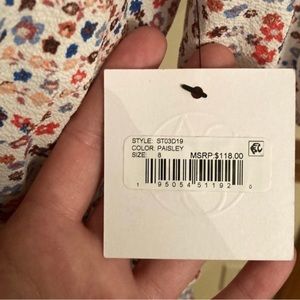 STYLE: ST03D19
COLOR: PAISLEY
SIZE: 8 MSRP:$118.00
1 95054 51192 0